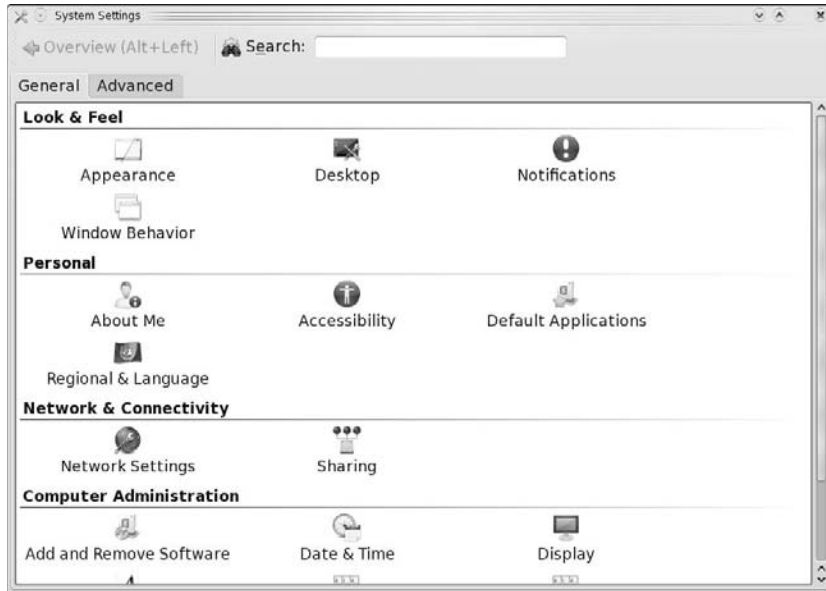 System Settings
Overview (Alt+Left) Search:
General Advanced
Look & Feel
Appearance Desktop Notifications
Window Behavior
Personal
About Me Accessibility Default Applications
Regional & Language
Network & Connectivity
Network Settings Sharing
Computer Administration
Add and Remove Software Date & Time Display